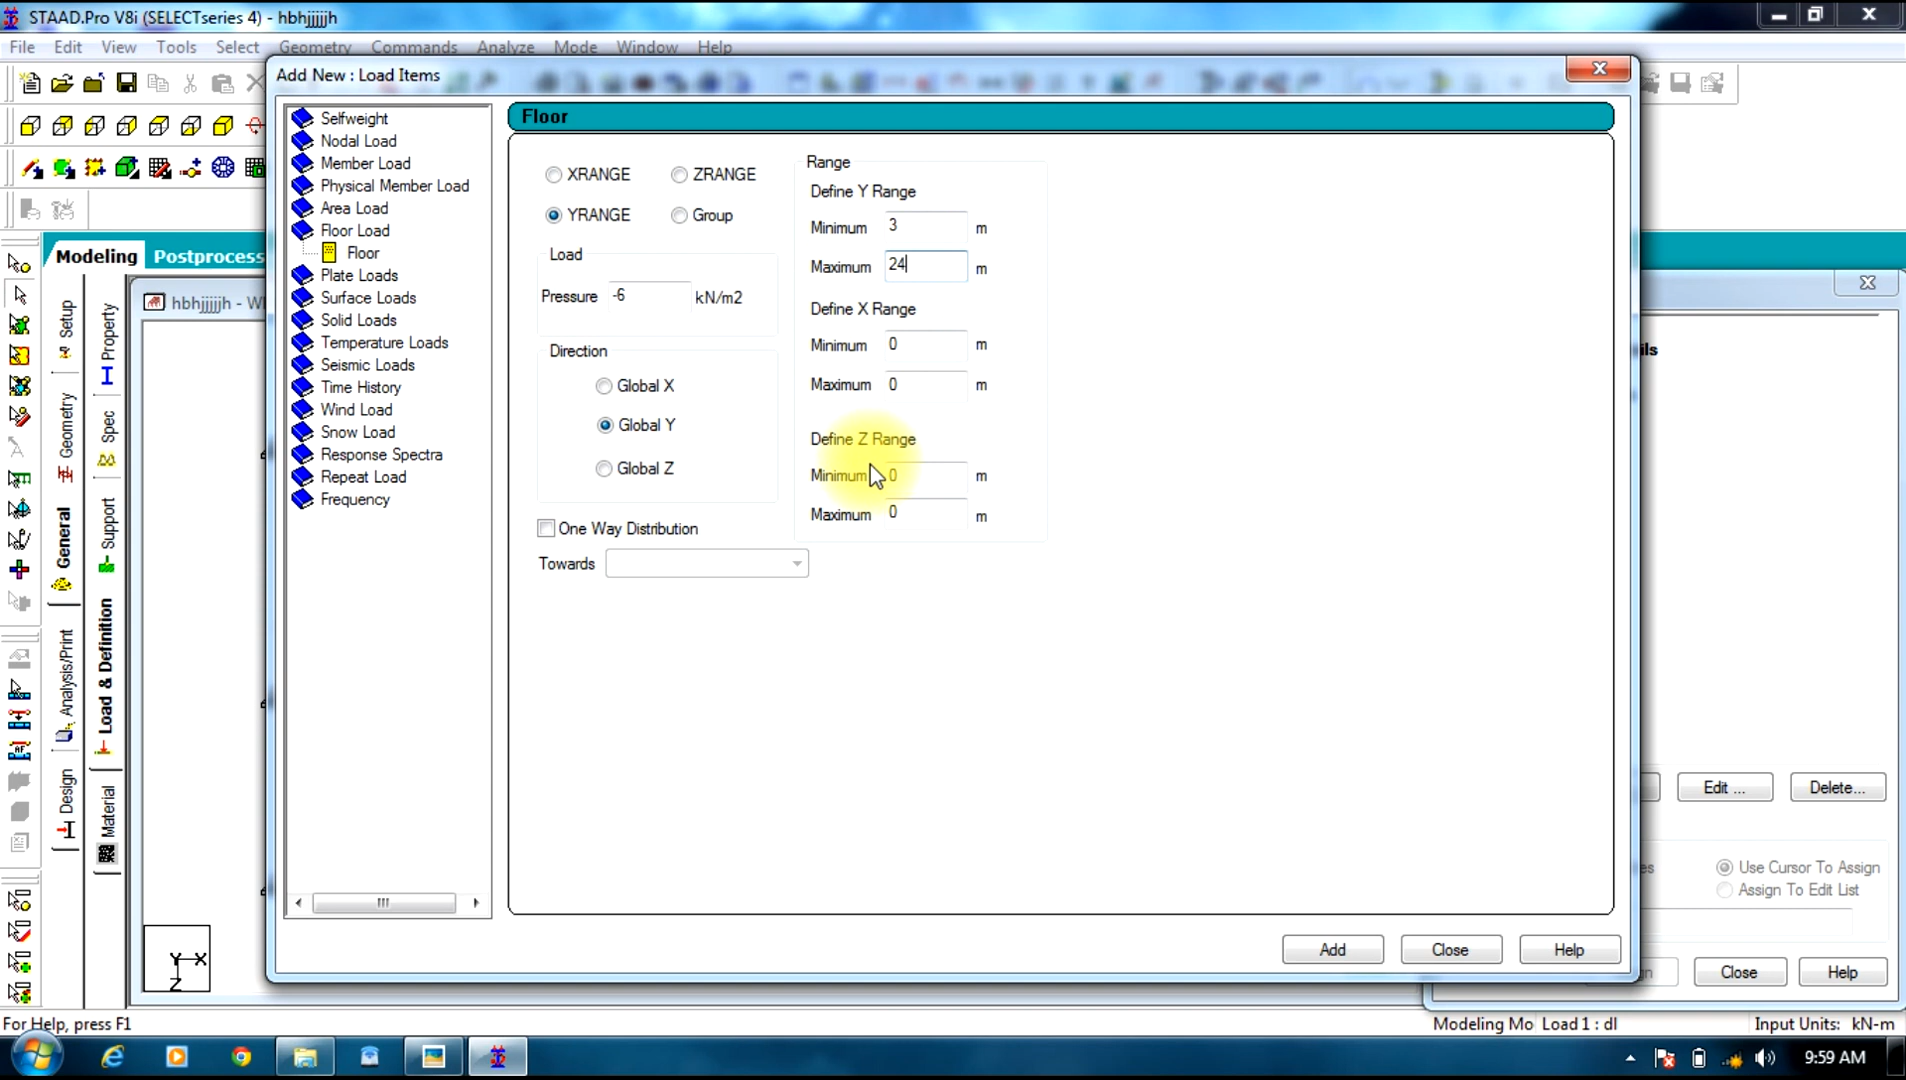 STAAD.Pro V8i (SELECTseries 4) - hbhjjjjjh
File Edit View Tools Select Geometry Commands Analyze Mode Window Help
Add New : Load Items
Selfweight
Nodal Load
Member Load
Physical Member Load
Area Load
Floor Load
Floor
Plate Loads
Surface Loads
Solid Loads
Temperature Loads
Seismic Loads
Time History
Wind Load
Snow Load
Response Spectra
Repeat Load
Frequency
Floor
XRANGE ZRANGE
YRANGE Group
Load
Pressure -6 kN/m2
Direction
Global X
Global Y
Global Z
One Way Distribution
Towards
Range
Define Y Range
Minimum 3 m
Maximum 24 m
Define X Range
Minimum 0 m
Maximum 0 m
Define Z Range
Minimum 0 m
Maximum 0 m
Add Close Help
Modeling Postprocess
hbhjjjjjh - W
Setup
Geometry
General
Analysis/Print
Design
Property
Spec
Support
Load & Definition
Material
Y X
Z
ils
Edit ... Delete...
es Use Cursor To Assign
Assign To Edit List
Close Help
For Help, press F1 Modeling Mo Load 1 : dl Input Units: kN-m
9:59 AM